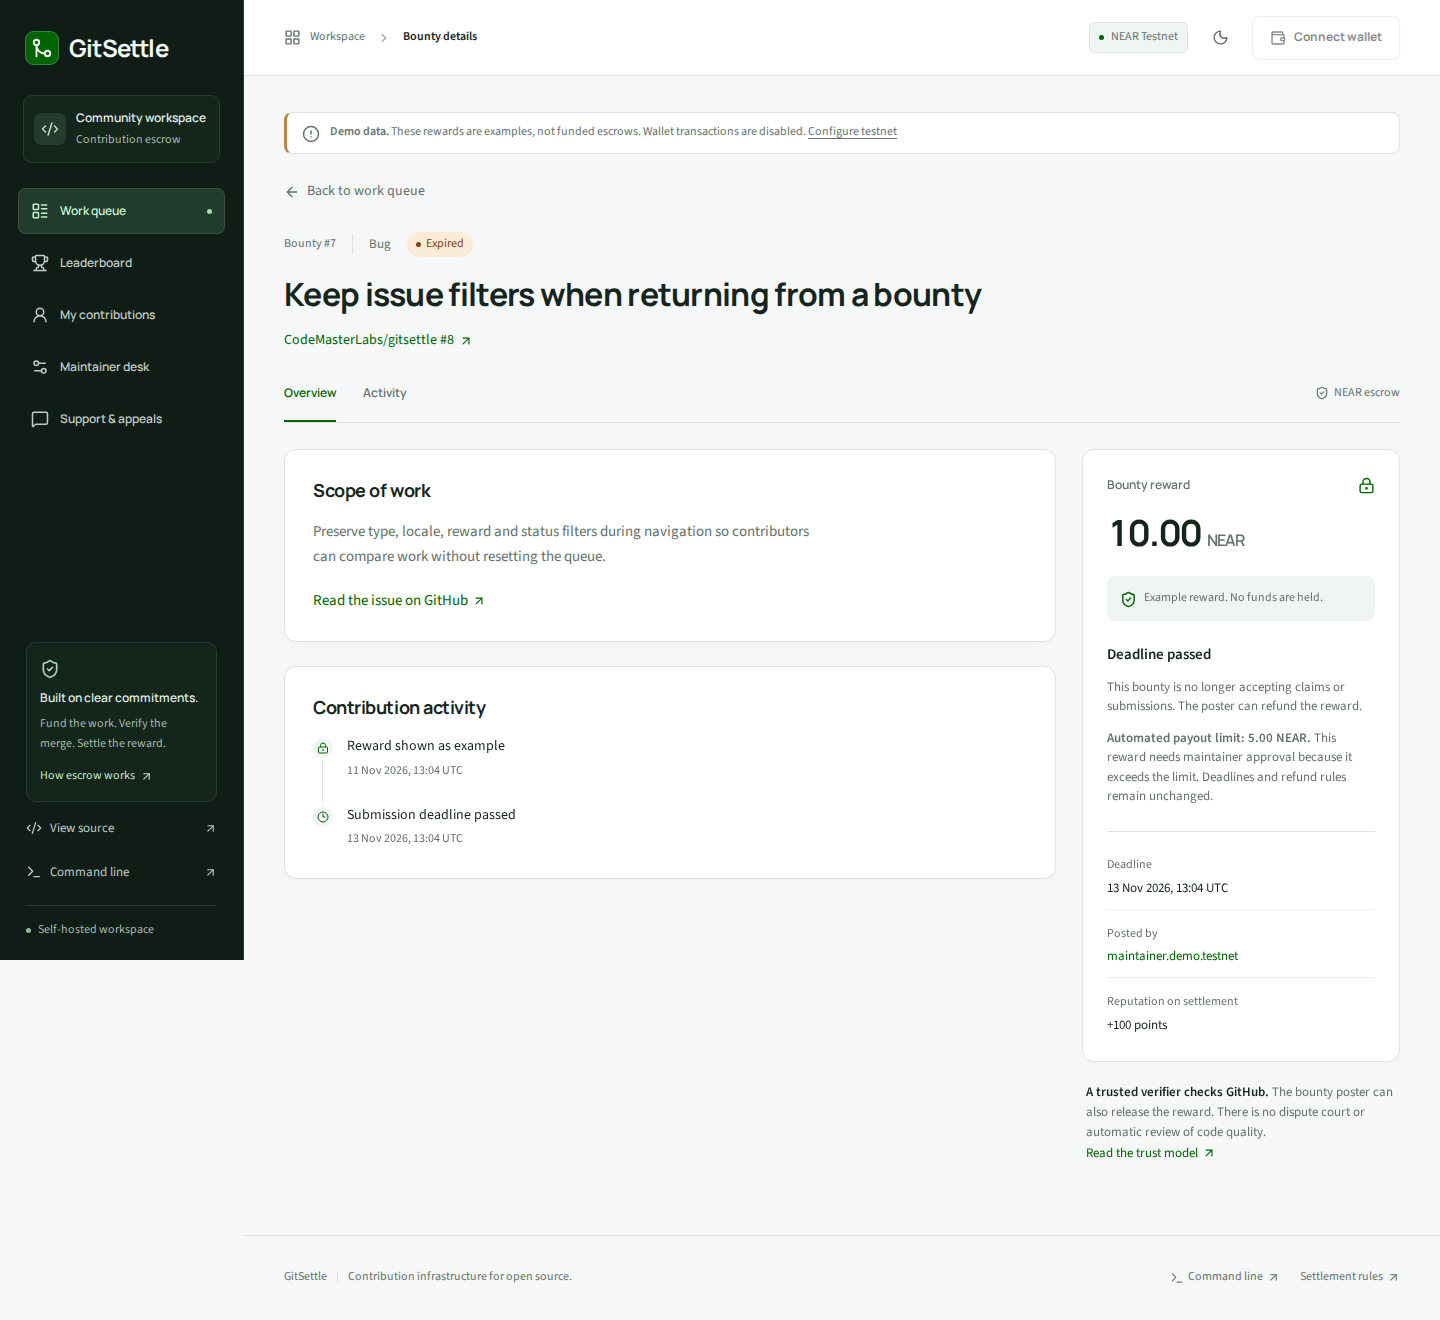 GitSettle
Community workspace
Contribution escrow
Work queue
Leaderboard
My contributions
Maintainer desk
Support & appeals
Built on clear commitments.
Fund the work. Verify the
merge. Settle the reward.
How escrow works
View source
Command line
Self-hosted workspace
Workspace
Bounty details
NEAR Testnet
Connect wallet
Demo data. These rewards are examples, not funded escrows. Wallet transactions are disabled. Configure testnet
Back to work queue
Bounty #7
Bug
Expired
Keep issue filters when returning from a bounty
CodeMasterLabs/gitsettle #8
Overview
Activity
NEAR escrow
Scope of work
Preserve type, locale, reward and status filters during navigation so contributors
can compare work without resetting the queue.
Read the issue on GitHub
Contribution activity
Reward shown as example
11 Nov 2026, 13:04 UTC
Submission deadline passed
13 Nov 2026, 13:04 UTC
Bounty reward
10.00 NEAR
Example reward. No funds are held.
Deadline passed
This bounty is no longer accepting claims or
submissions. The poster can refund the reward.
Automated payout limit: 5.00 NEAR. This
reward needs maintainer approval because it
exceeds the limit. Deadlines and refund rules
remain unchanged.
Deadline
13 Nov 2026, 13:04 UTC
Posted by
maintainer.demo.testnet
Reputation on settlement
+100 points
A trusted verifier checks GitHub. The bounty poster can
also release the reward. There is no dispute court or
automatic review of code quality.
Read the trust model
GitSettle
Contribution infrastructure for open source.
Command line
Settlement rules